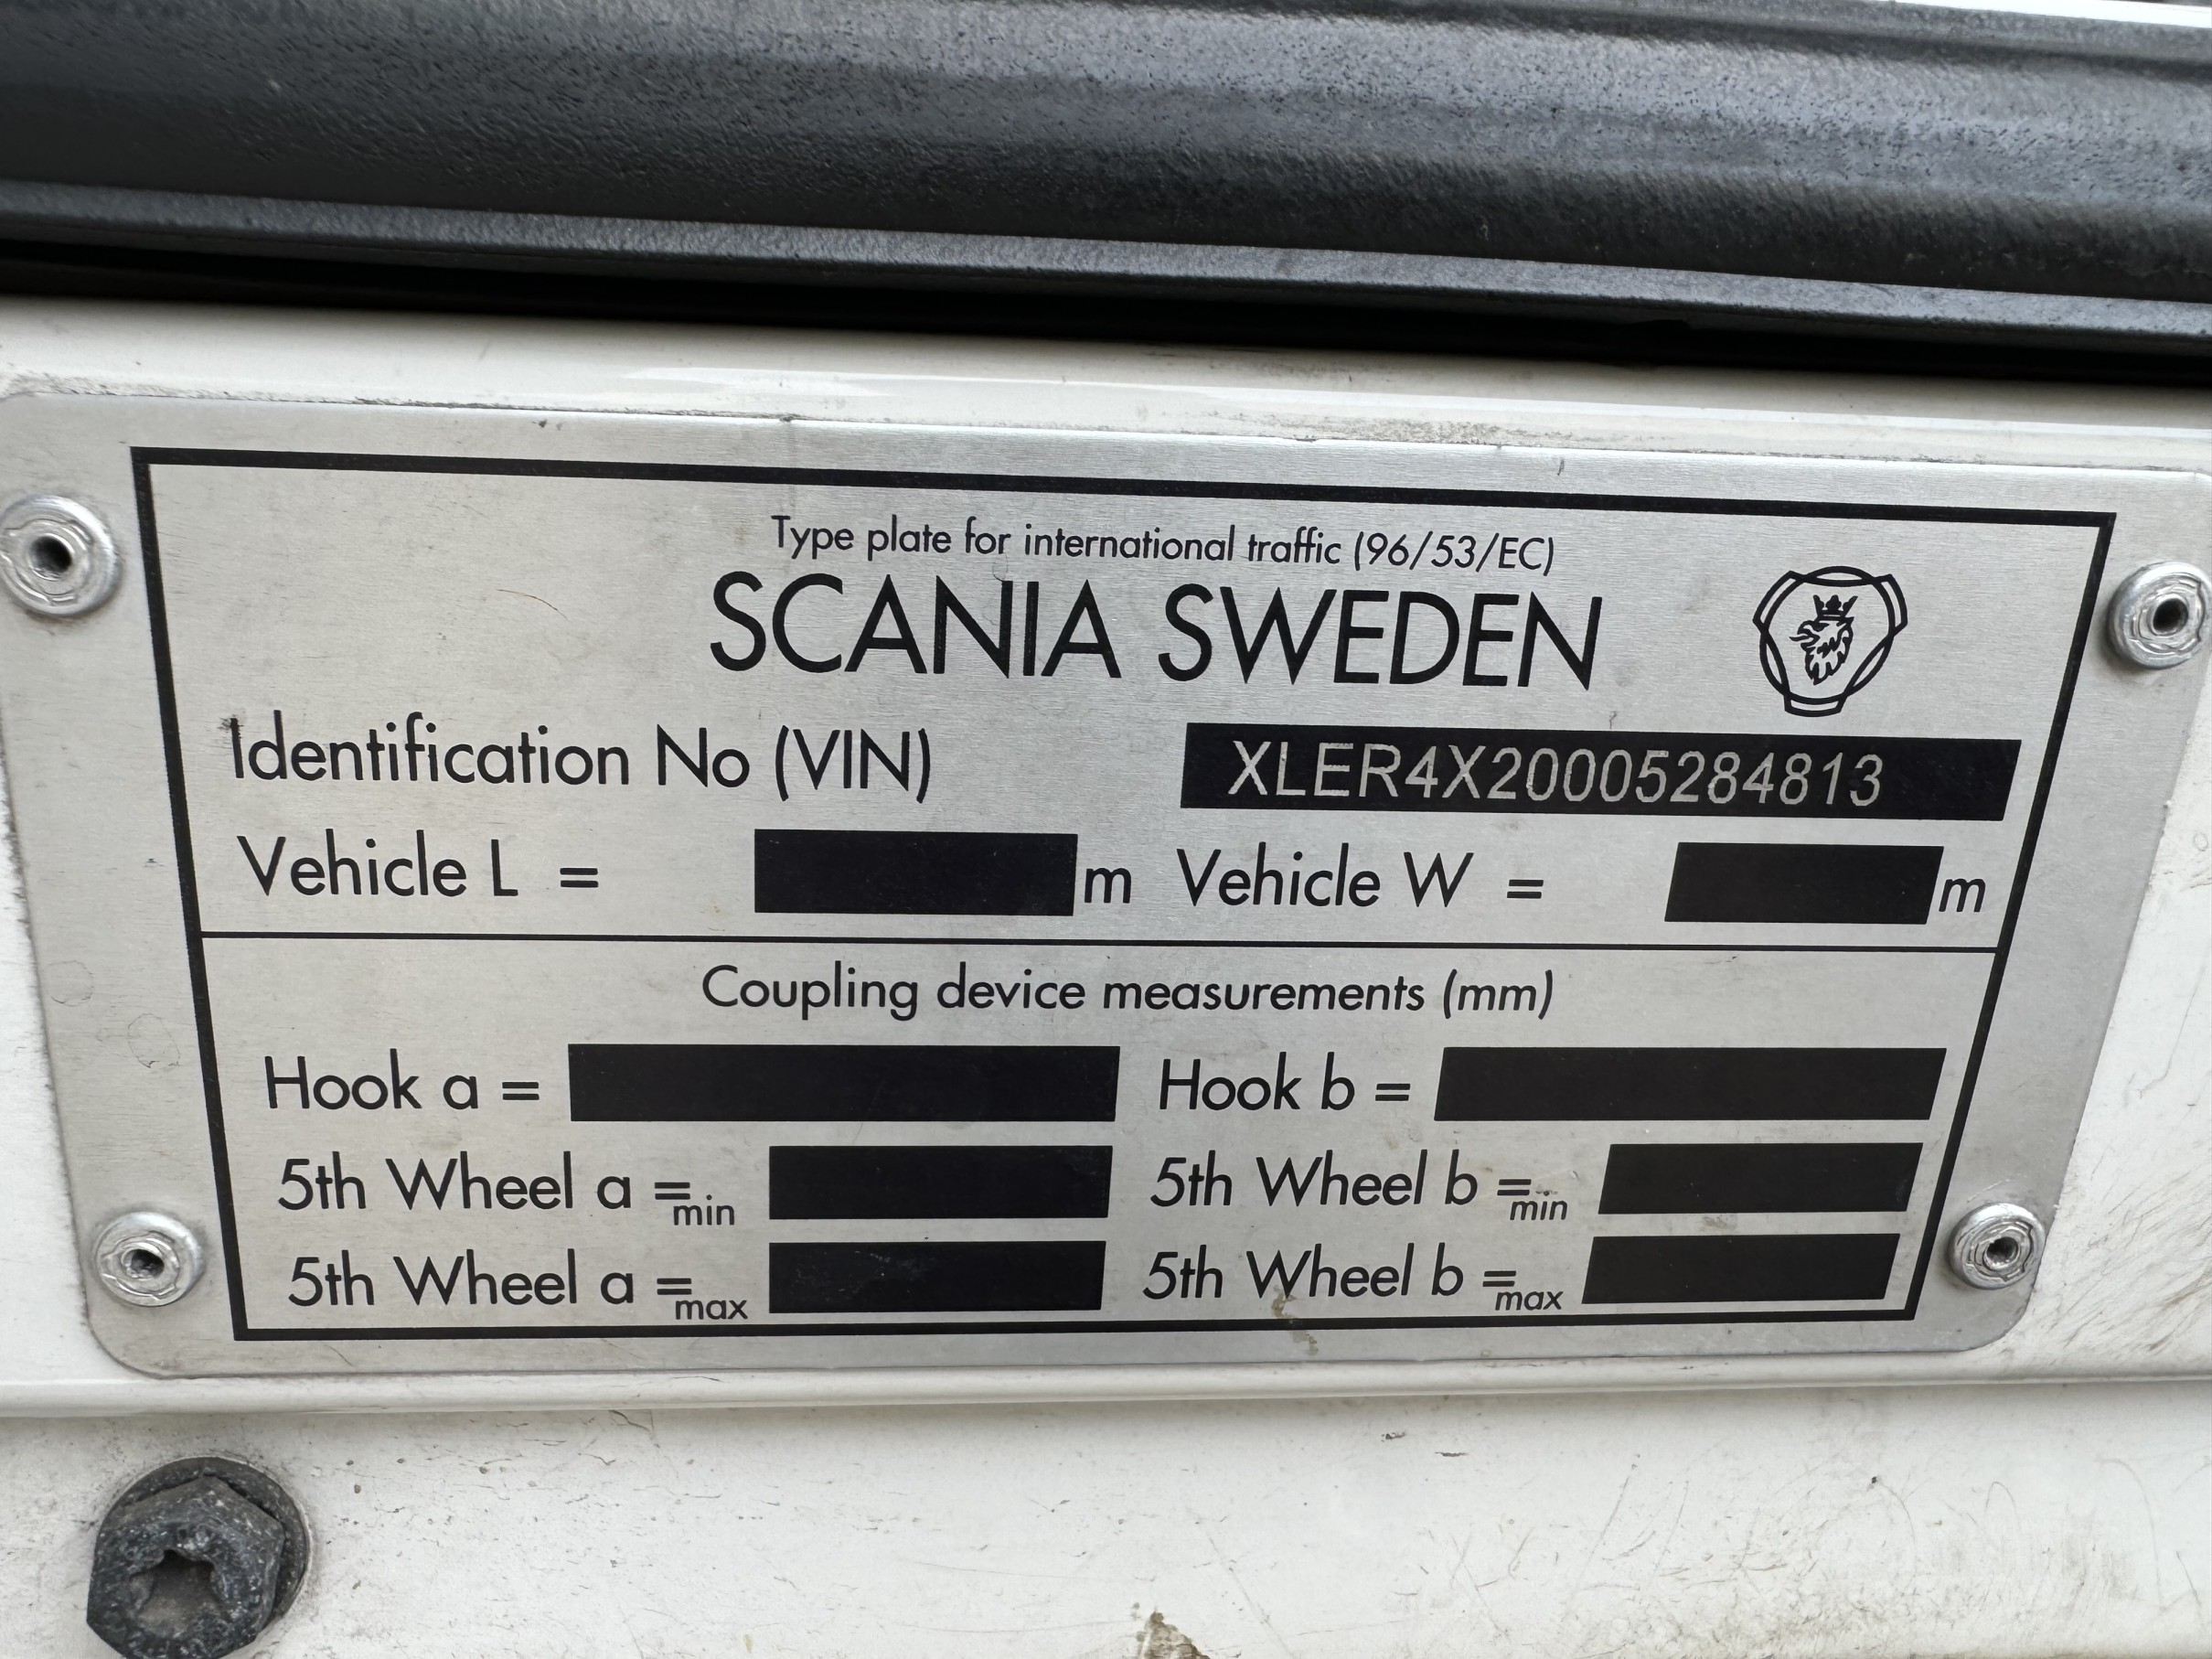 Type plate for international traffic (96/53/EC)
SCANIA SWEDEN
Identification No (VIN) XLER4X20005284813
Vehicle L = m Vehicle W = m
Coupling device measurements (mm)
Hook a = Hook b =
5th Wheel a =min 5th Wheel b =min
5th Wheel a =max 5th Wheel b =max